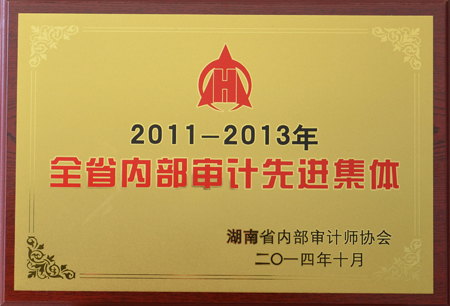 2011-2013年
全省内部审计先进集体
湖南省内部审计师协会
二〇一四年十月